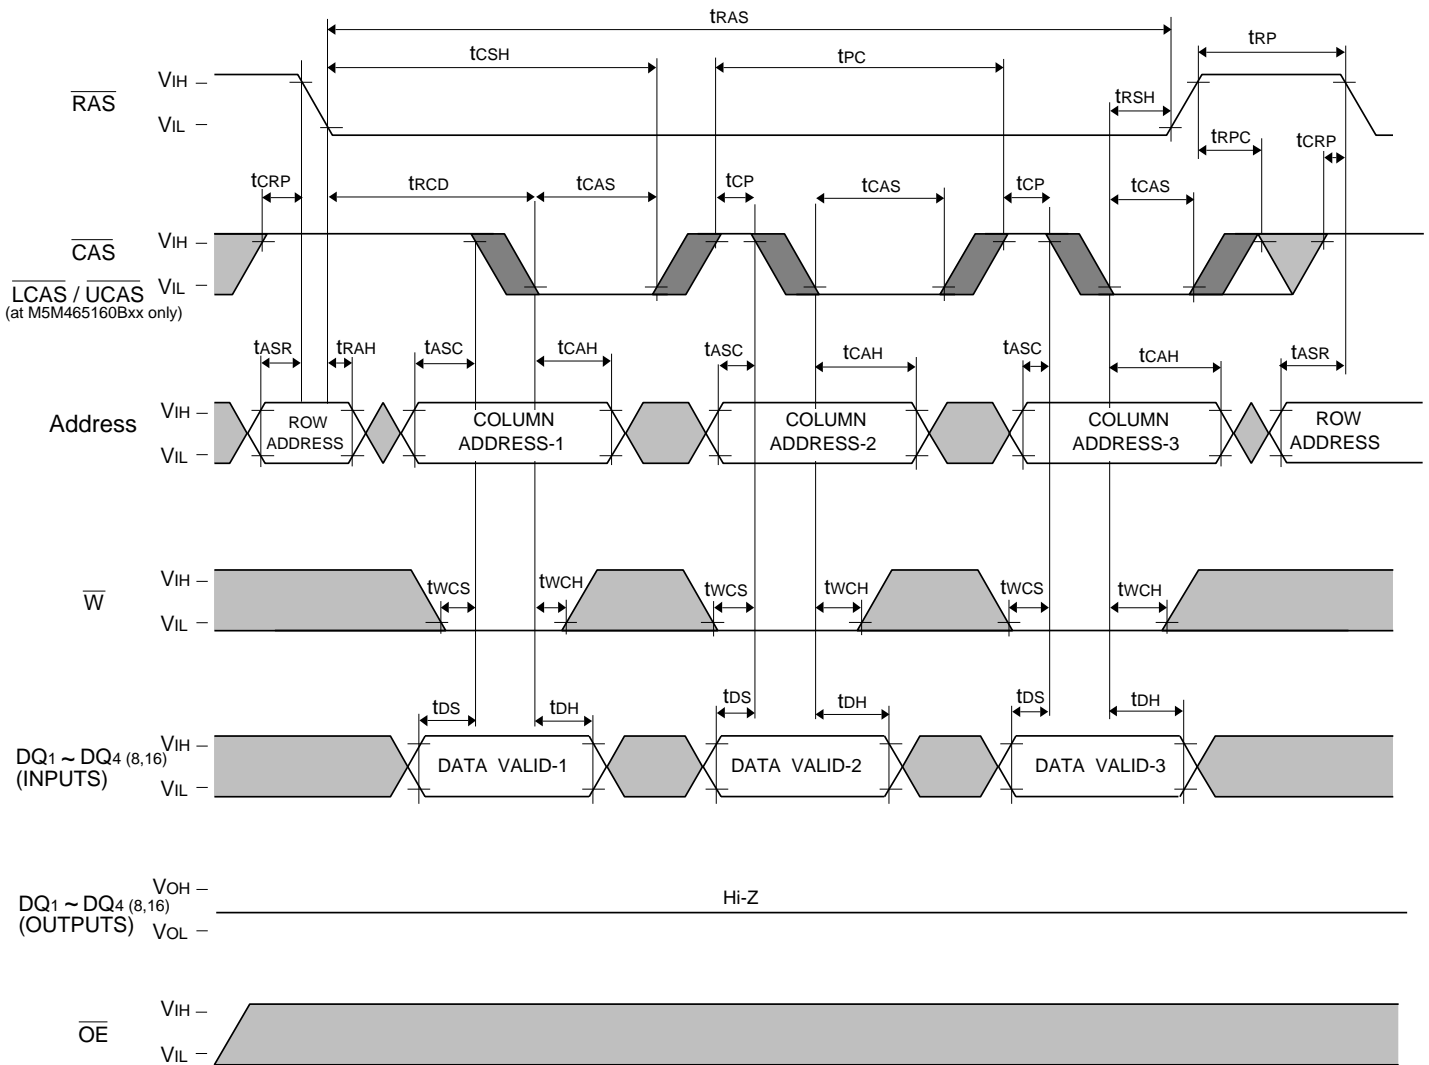 tRAS
tCSH tPC tRP
RAS VIH
VIL
tRSH
tRPC tCRP
tCRP tRCD tCAS tCP tCAS tCP tCAS
CAS VIH
LCAS / UCAS VIL
(at M5M465160Bxx only)
tASR tRAH tASC tCAH tASC tCAH tASC tCAH tASR
Address VIH
VIL
ROW ADDRESS
COLUMN ADDRESS-1
COLUMN ADDRESS-2
COLUMN ADDRESS-3
ROW ADDRESS
W VIH
VIL
tWCS tWCH tWCS tWCH tWCS tWCH
tDS tDH tDS tDH tDS tDH
DQ1 ~ DQ4 (8,16) VIH
(INPUTS) VIL
DATA VALID-1 DATA VALID-2 DATA VALID-3
DQ1 ~ DQ4 (8,16) VOH
(OUTPUTS) VOL
Hi-Z
OE VIH
VIL